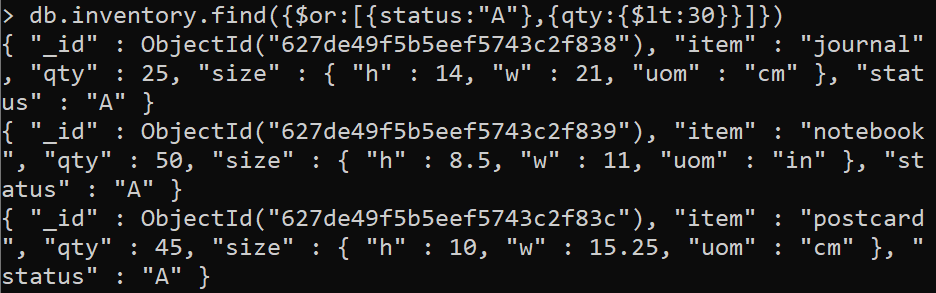 > db.inventory.find({$or:[{status:"A"},{qty:{$lt:30}}]})
{ "_id" : ObjectId("627de49f5b5eef5743c2f838"), "item" : "journal"
, "qty" : 25, "size" : { "h" : 14, "w" : 21, "uom" : "cm" }, "stat
us" : "A" }
{ "_id" : ObjectId("627de49f5b5eef5743c2f839"), "item" : "notebook
", "qty" : 50, "size" : { "h" : 8.5, "w" : 11, "uom" : "in" }, "st
atus" : "A" }
{ "_id" : ObjectId("627de49f5b5eef5743c2f83c"), "item" : "postcard
", "qty" : 45, "size" : { "h" : 10, "w" : 15.25, "uom" : "cm" }, "
status" : "A" }